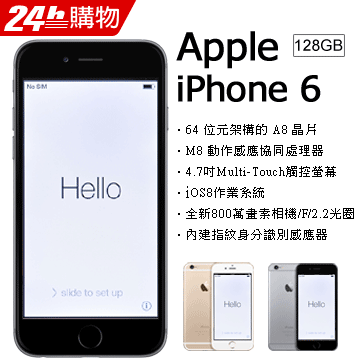 24h購物
Apple 128GB
iPhone 6
· 64 位元架構的 A8 晶片
· M8 動作感應協同處理器
· 4.7吋Multi-Touch觸控螢幕
· iOS8作業系統
· 全新800萬畫素相機/F/2.2光圈
· 內建指紋身分識別感應器
No SIM
Hello
> slide to set up
Hello
Hello